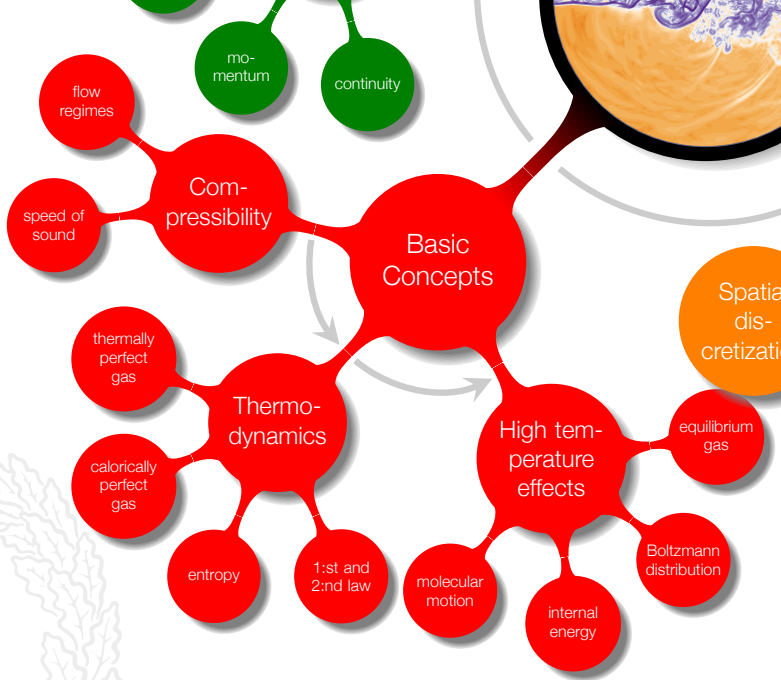 mo-
mentum
continuity
flow
regimes
Com-
pressibility
speed of
sound
Basic
Concepts
dis-
thermally
perfect
gas
Thermo-
dynamics
calorically
perfect
gas
entropy
1:st and
2:nd law
High tem-
perature
effects
equilibrium
gas
Boltzmann
distribution
molecular
motion
internal
energy